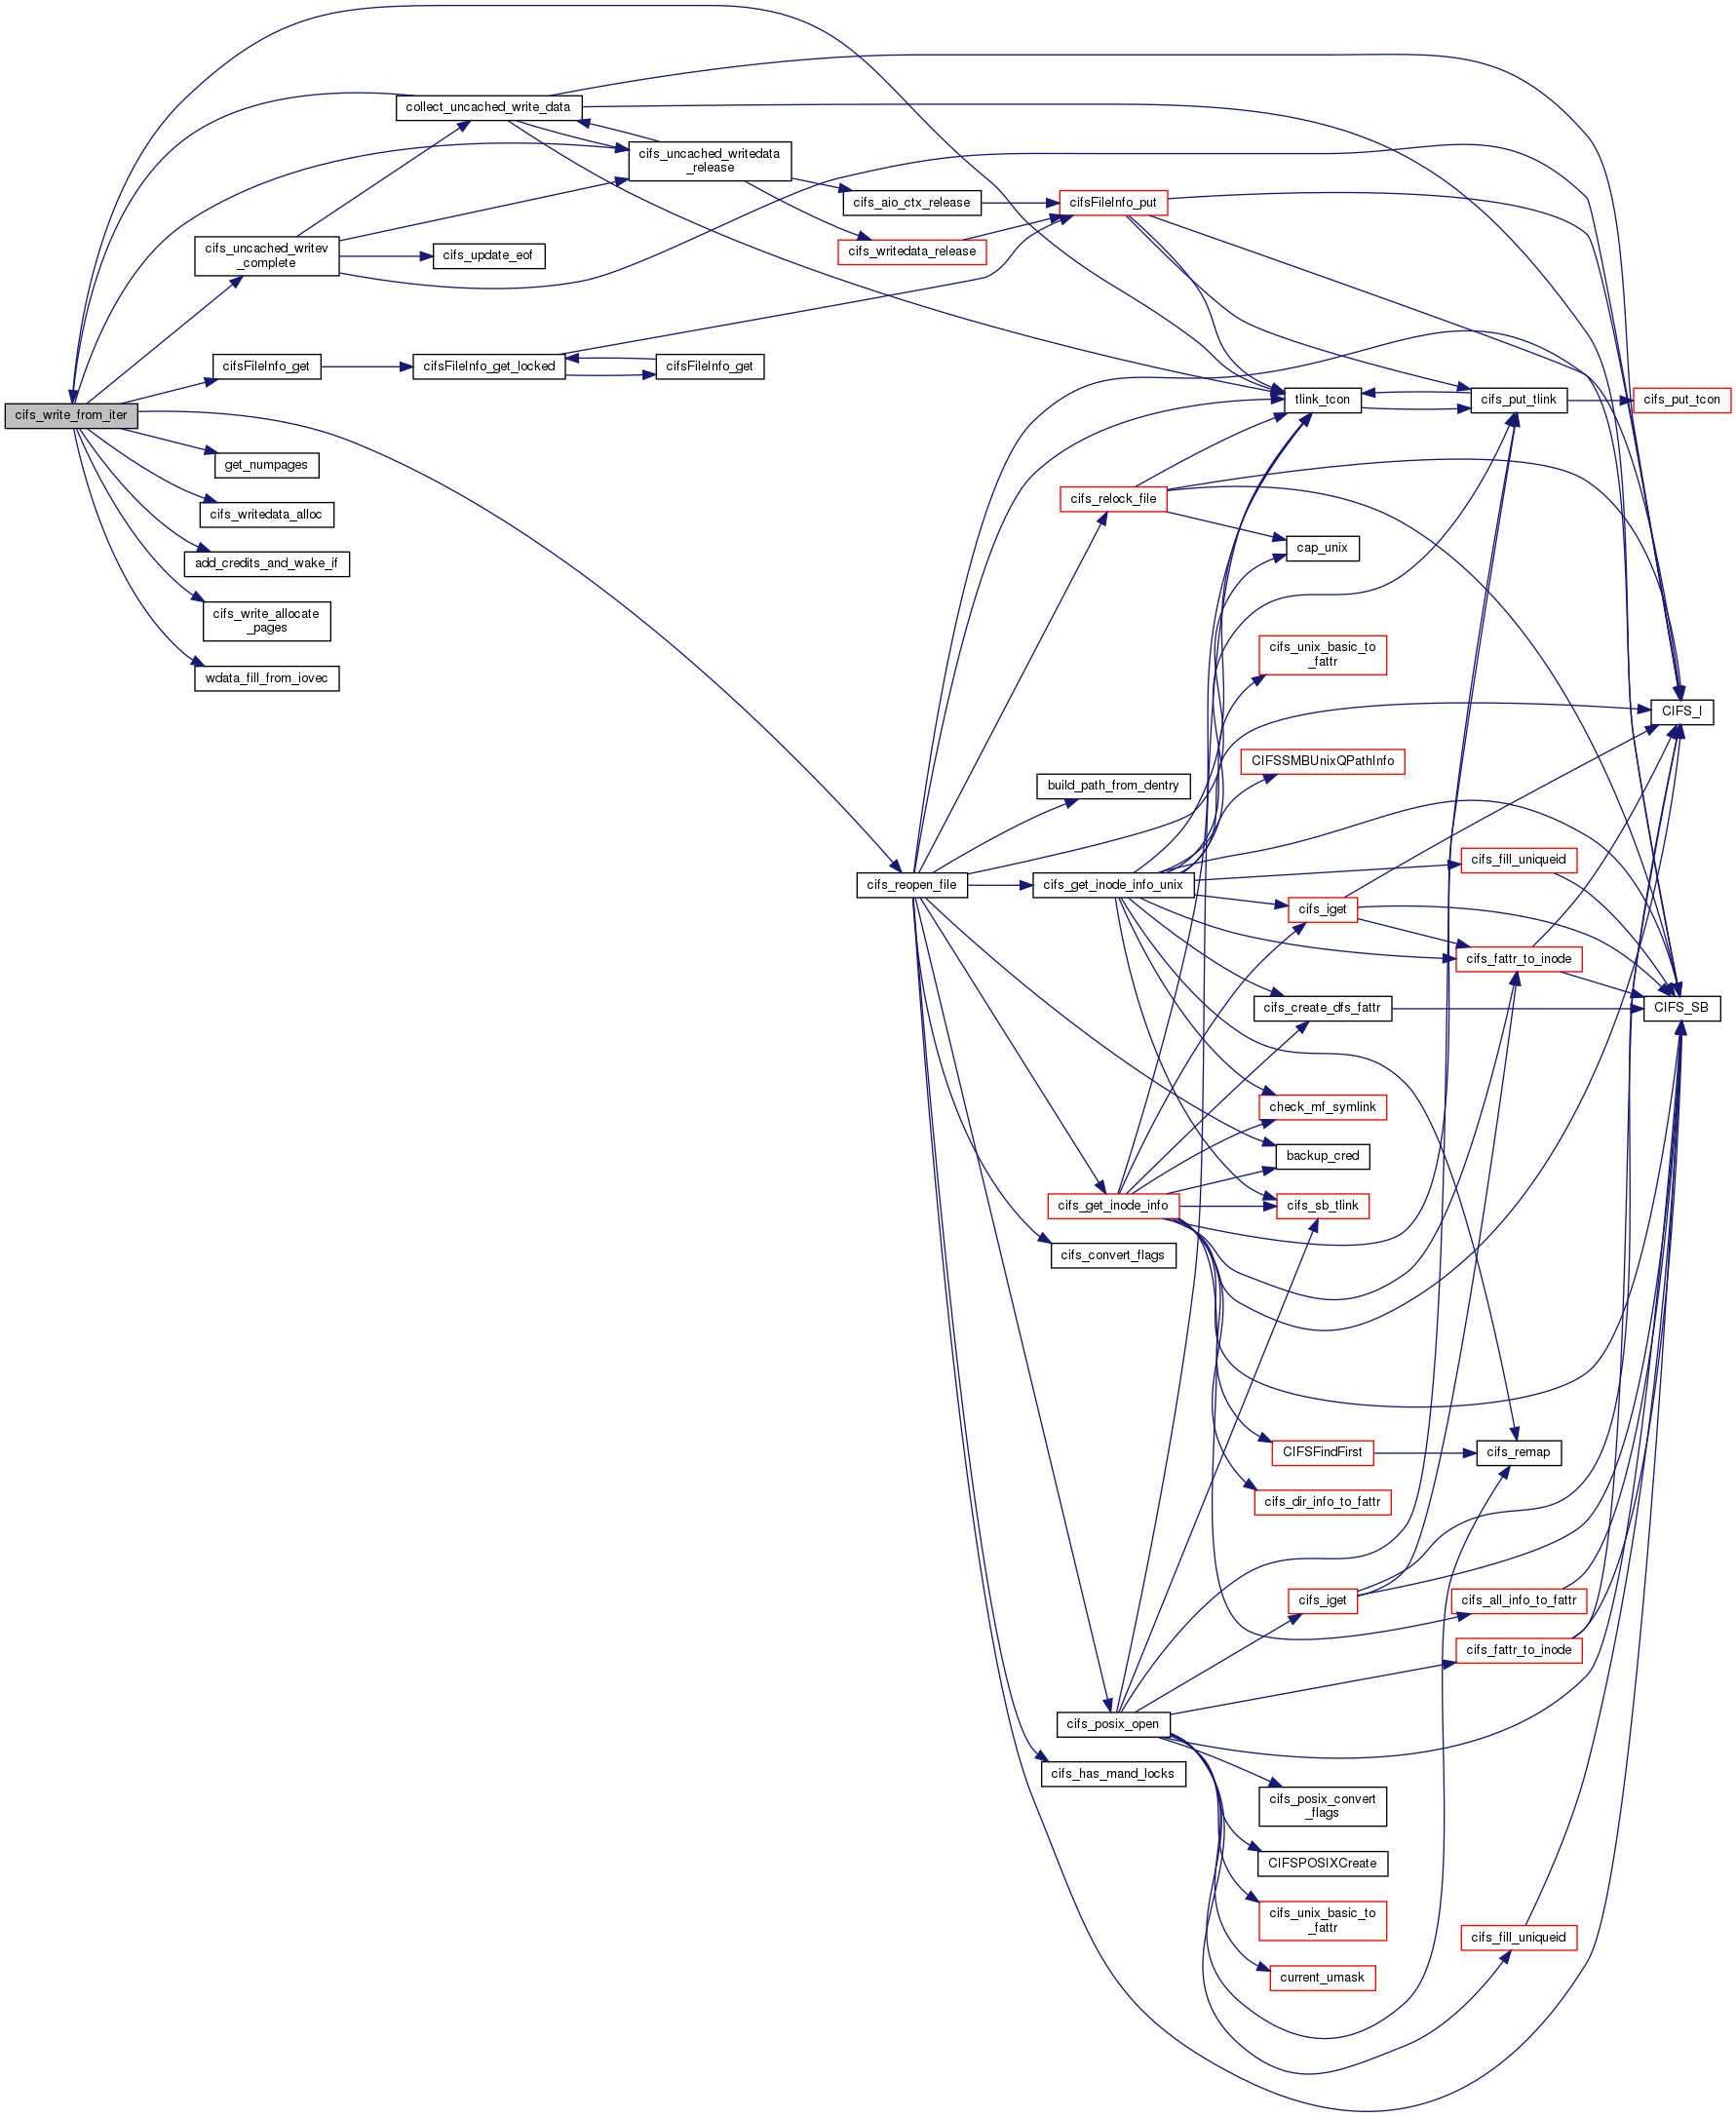 collect_uncached_write_data
cifs_uncached_writedata
_release
cifs_aio_ctx_release
cifsFileInfo_put
cifs_uncached_writev
_complete
cifs_update_eof
cifs_writedata_release
cifsFileInfo_get
cifsFileInfo_get_locked
cifsFileInfo_get
tlink_tcon
cifs_put_tlink
cifs_put_tcon
cifs_write_from_iter
get_numpages
cifs_relock_file
cifs_writedata_alloc
cap_unix
add_credits_and_wake_if
cifs_write_allocate
_pages
cifs_unix_basic_to
_fattr
wdata_fill_from_iovec
CIFS_I
CIFSSMBUnixQPathInfo
build_path_from_dentry
cifs_fill_uniqueid
cifs_reopen_file
cifs_get_inode_info_unix
cifs_iget
cifs_fattr_to_inode
cifs_create_dfs_fattr
CIFS_SB
check_mf_symlink
backup_cred
cifs_get_inode_info
cifs_sb_tlink
cifs_convert_flags
CIFSFindFirst
cifs_remap
cifs_dir_info_to_fattr
cifs_iget
cifs_all_info_to_fattr
cifs_fattr_to_inode
cifs_posix_open
cifs_has_mand_locks
cifs_posix_convert
_flags
CIFSPOSIXCreate
cifs_unix_basic_to
_fattr
cifs_fill_uniqueid
current_umask